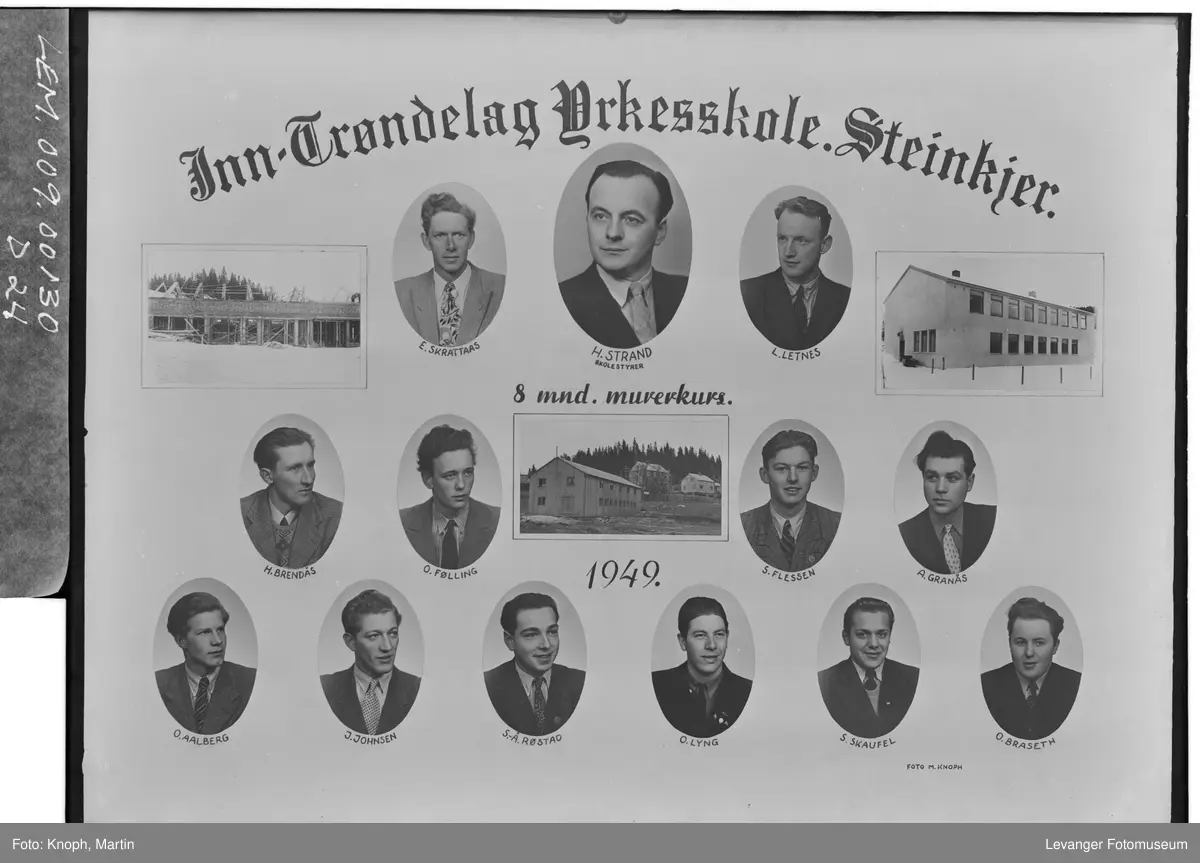 LEM.009.00130
D 24
Inn-Trøndelag Yrkesskole. Steinkjer.
E. SKRATTAAS
H. STRAND
SKOLESTYRER
L. LETNES
8 mnd. murerkurs.
H. BRENDÅS
O. FØLLING
S. FLESSEN
A. GRANÅS
1949.
O. AALBERG
J. JOHNSEN
S.-Å. RØSTAD
O. LYNG
S. SKAUFEL
O. BRASETH
FOTO M. KNOPH
Foto: Knoph, Martin
Levanger Fotomuseum